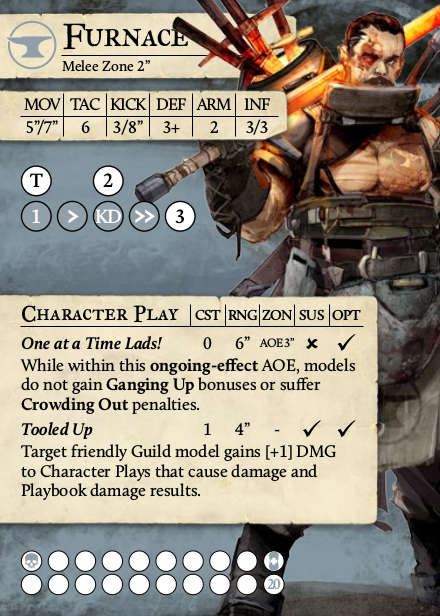 Furnace
Melee Zone 2"
MOV TAC KICK DEF ARM INF
5"/7" 6 3/8" 3+ 2 3/3
T 2
1 > KD >> 3
Character Play CST RNG ZON SUS OPT
One at a Time Lads! 0 6" AOE 3" ✘ ✓
While within this ongoing-effect AOE, models
do not gain Ganging Up bonuses or suffer
Crowding Out penalties.
Tooled Up 1 4" - ✓ ✓
Target friendly Guild model gains [+1] DMG
to Character Plays that cause damage and
Playbook damage results.
20